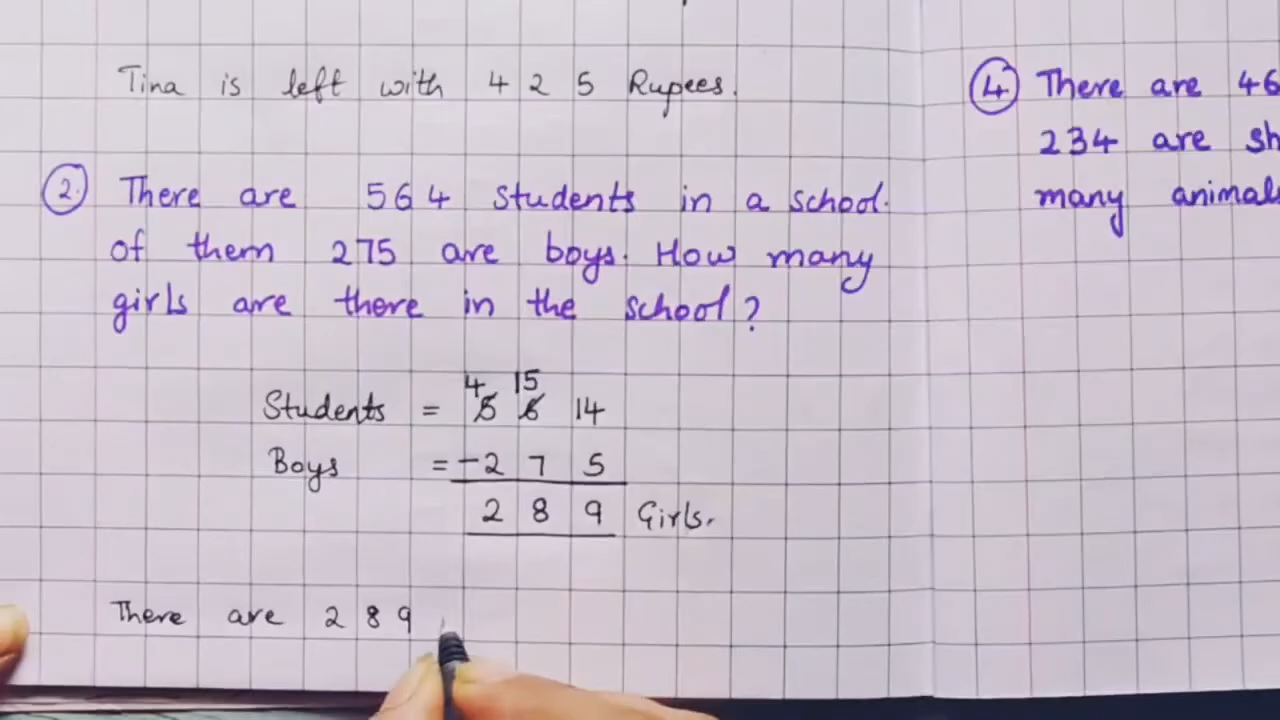 Tina is left with 4 2 5 Rupees.
2. There are 564 students in a school.
of them 275 are boys. How many
girls are there in the school?
4 15
Students = 5 6 14
Boys = - 2 7 5
2 8 9 Girls.
There are 2 8 9
4. There are 46
234 are sh
many animals